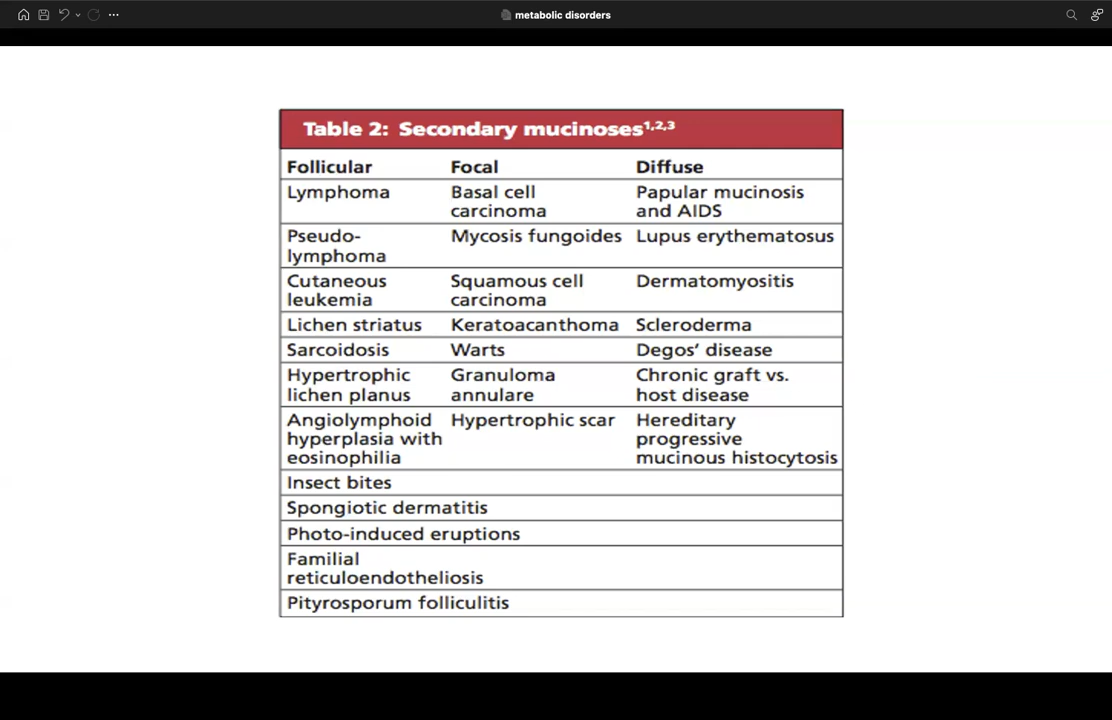 metabolic disorders
Table 2: Secondary mucinoses1,2,3
Follicular Focal Diffuse
Lymphoma Basal cell carcinoma Papular mucinosis and AIDS
Pseudo-lymphoma Mycosis fungoides Lupus erythematosus
Cutaneous leukemia Squamous cell carcinoma Dermatomyositis
Lichen striatus Keratoacanthoma Scleroderma
Sarcoidosis Warts Degos’ disease
Hypertrophic lichen planus Granuloma annulare Chronic graft vs. host disease
Angiolymphoid hyperplasia with eosinophilia Hypertrophic scar Hereditary progressive mucinous histocytosis
Insect bites
Spongiotic dermatitis
Photo-induced eruptions
Familial reticuloendotheliosis
Pityrosporum folliculitis